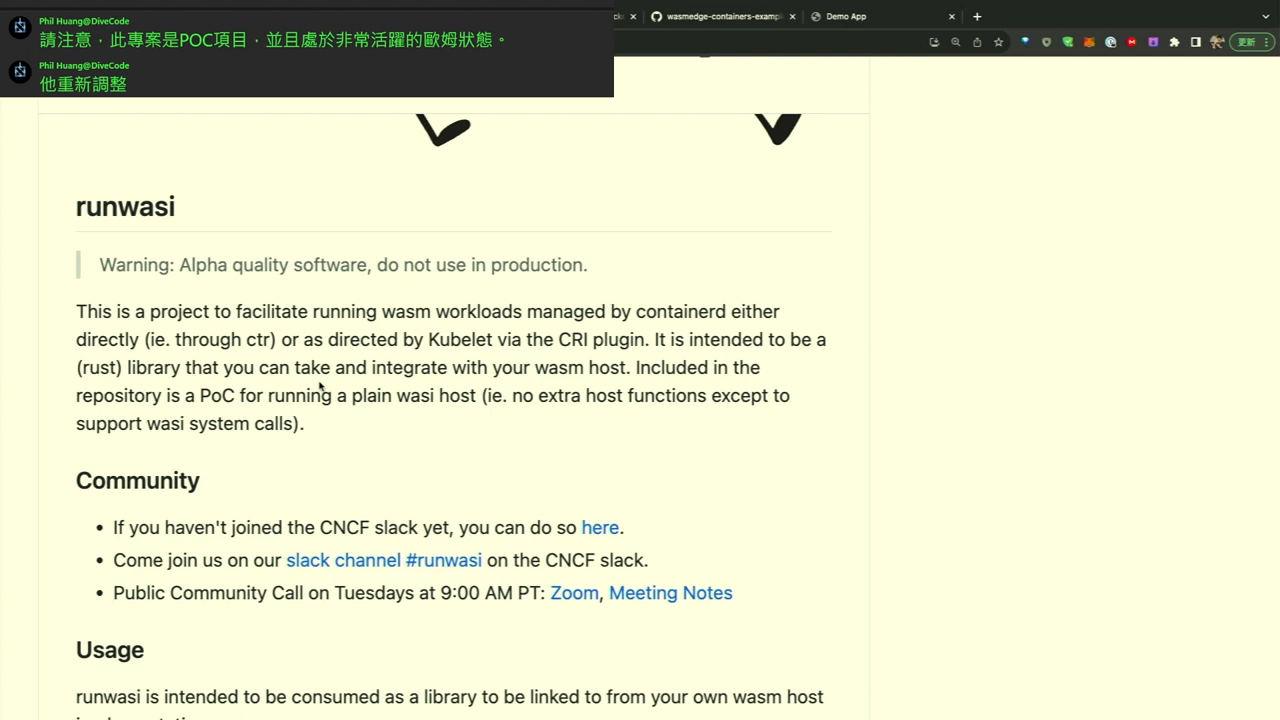 Phil Huang@DiveCode
請注意，此專案是POC項目，並且處於非常活躍的歐姆狀態。
Phil Huang@DiveCode
他重新調整
wasmedge-containers-exampl
Demo App
更新
runwasi
Warning: Alpha quality software, do not use in production.
This is a project to facilitate running wasm workloads managed by containerd either
directly (ie. through ctr) or as directed by Kubelet via the CRI plugin. It is intended to be a
(rust) library that you can take and integrate with your wasm host. Included in the
repository is a PoC for running a plain wasi host (ie. no extra host functions except to
support wasi system calls).
Community
• If you haven't joined the CNCF slack yet, you can do so here.
• Come join us on our slack channel #runwasi on the CNCF slack.
• Public Community Call on Tuesdays at 9:00 AM PT: Zoom, Meeting Notes
Usage
runwasi is intended to be consumed as a library to be linked to from your own wasm host